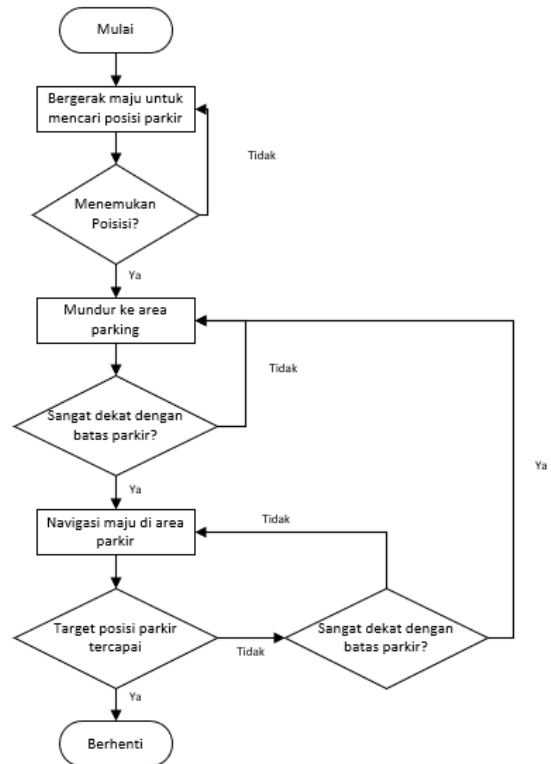 Mulai
Bergerak maju untuk
mencari posisi parkir
Tidak
Menemukan
Poisisi?
Ya
Mundur ke area
parking
Tidak
Sangat dekat dengan
batas parkir?
Ya
Ya
Navigasi maju di area
parkir
Tidak
Target posisi parkir
tercapai
Tidak
Sangat dekat dengan
batas parkir?
Ya
Berhenti